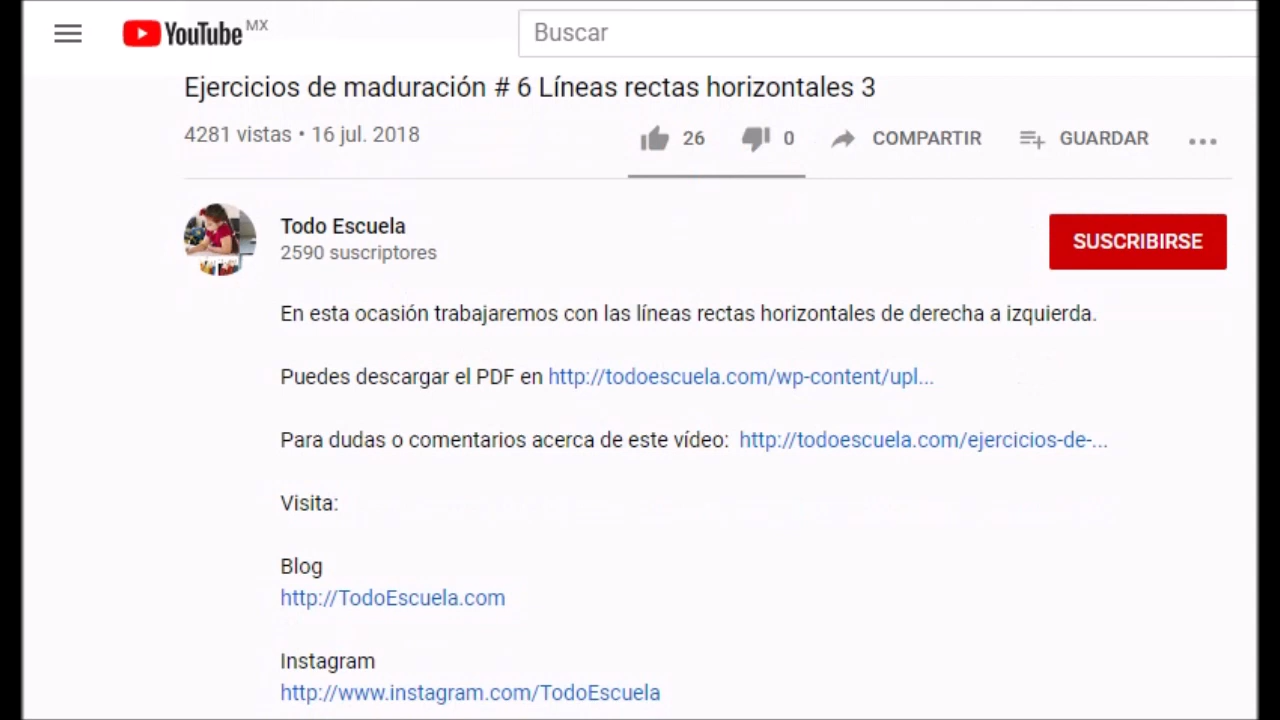 YouTube MX
Buscar
Ejercicios de maduración # 6 Líneas rectas horizontales 3
4281 vistas • 16 jul. 2018
26
0
COMPARTIR
GUARDAR
Todo Escuela
2590 suscriptores
SUSCRIBIRSE
En esta ocasión trabajaremos con las líneas rectas horizontales de derecha a izquierda.
Puedes descargar el PDF en http://todoescuela.com/wp-content/upl...
Para dudas o comentarios acerca de este vídeo: http://todoescuela.com/ejercicios-de-...
Visita:
Blog
http://TodoEscuela.com
Instagram
http://www.instagram.com/TodoEscuela